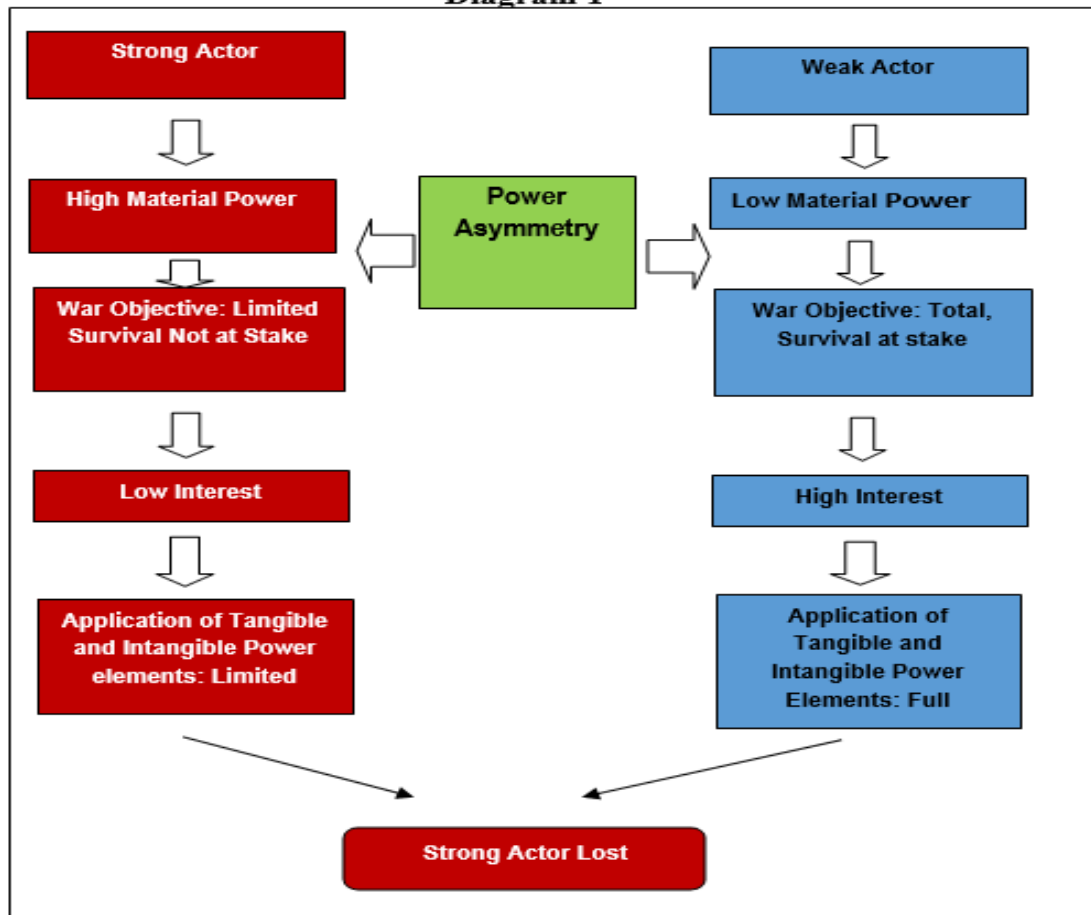 Diagram 1
Strong Actor
High Material Power
War Objective: Limited
Survival Not at Stake
Low Interest
Application of Tangible
and Intangible Power
elements: Limited
Power
Asymmetry
Weak Actor
Low Material Power
War Objective: Total,
Survival at stake
High Interest
Application of
Tangible and
Intangible Power
Elements: Full
Strong Actor Lost